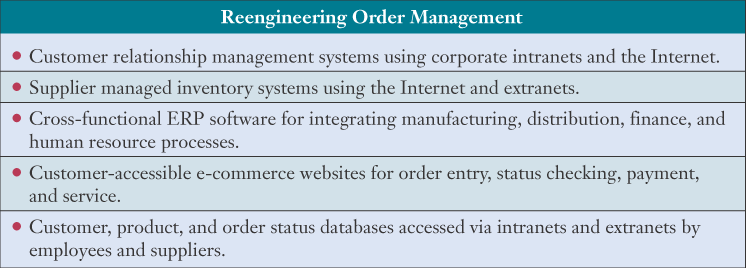 Reengineering Order Management
• Customer relationship management systems using corporate intranets and the Internet.
• Supplier managed inventory systems using the Internet and extranets.
• Cross-functional ERP software for integrating manufacturing, distribution, finance, and
human resource processes.
• Customer-accessible e-commerce websites for order entry, status checking, payment,
and service.
• Customer, product, and order status databases accessed via intranets and extranets by
employees and suppliers.